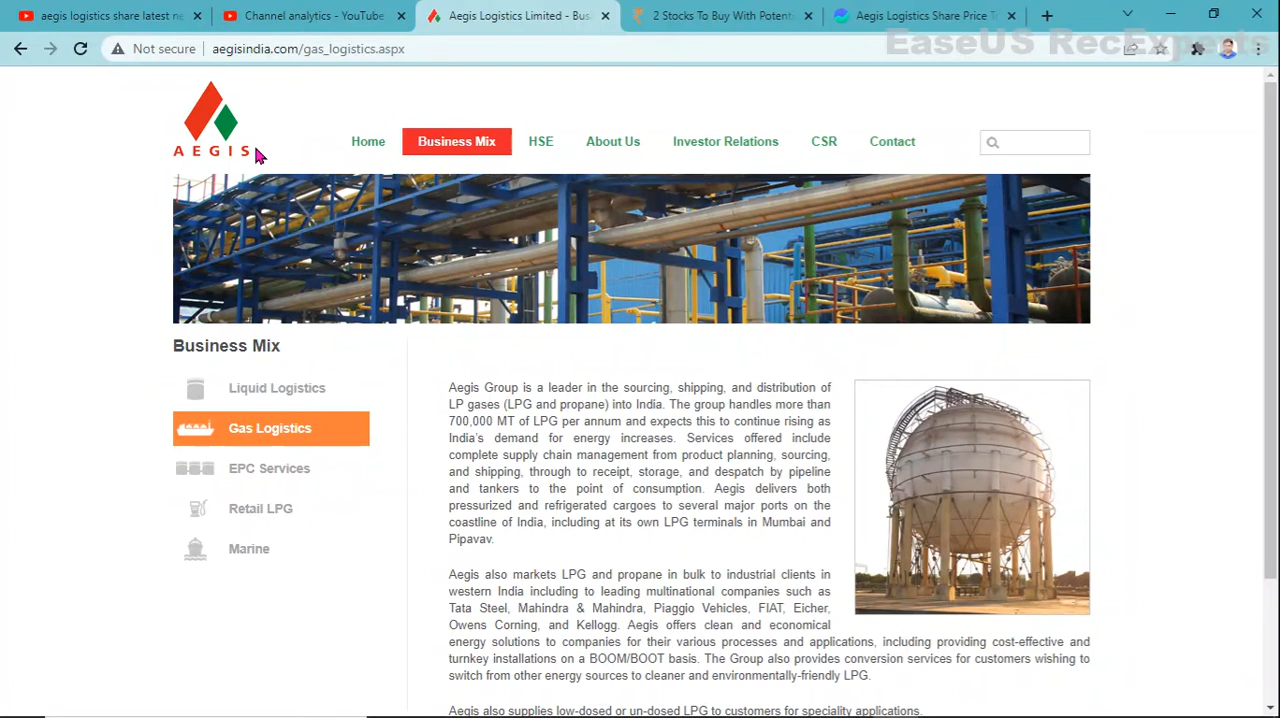 aegis logistics share latest ne
Channel analytics - YouTube
Aegis Logistics Limited - Bus
2 Stocks To Buy With Potent
Aegis Logistics Share Price T
Not secure
aegisindia.com/gas_logistics.aspx
EaseUS RecExperts
AEGIS
Home
Business Mix
HSE
About Us
Investor Relations
CSR
Contact
Business Mix
Liquid Logistics
Gas Logistics
EPC Services
Retail LPG
Marine
Aegis Group is a leader in the sourcing, shipping, and distribution of
LP gases (LPG and propane) into India. The group handles more than
700,000 MT of LPG per annum and expects this to continue rising as
India's demand for energy increases. Services offered include
complete supply chain management from product planning, sourcing,
and shipping, through to receipt, storage, and despatch by pipeline
and tankers to the point of consumption. Aegis delivers both
pressurized and refrigerated cargoes to several major ports on the
coastline of India, including at its own LPG terminals in Mumbai and
Pipavav.
Aegis also markets LPG and propane in bulk to industrial clients in
western India including to leading multinational companies such as
Tata Steel, Mahindra & Mahindra, Piaggio Vehicles, FIAT, Eicher,
Owens Corning, and Kellogg. Aegis offers clean and economical
energy solutions to companies for their various processes and applications, including providing cost-effective and
turnkey installations on a BOOM/BOOT basis. The Group also provides conversion services for customers wishing to
switch from other energy sources to cleaner and environmentally-friendly LPG.
Aegis also supplies low-dosed or un-dosed LPG to customers for speciality applications.